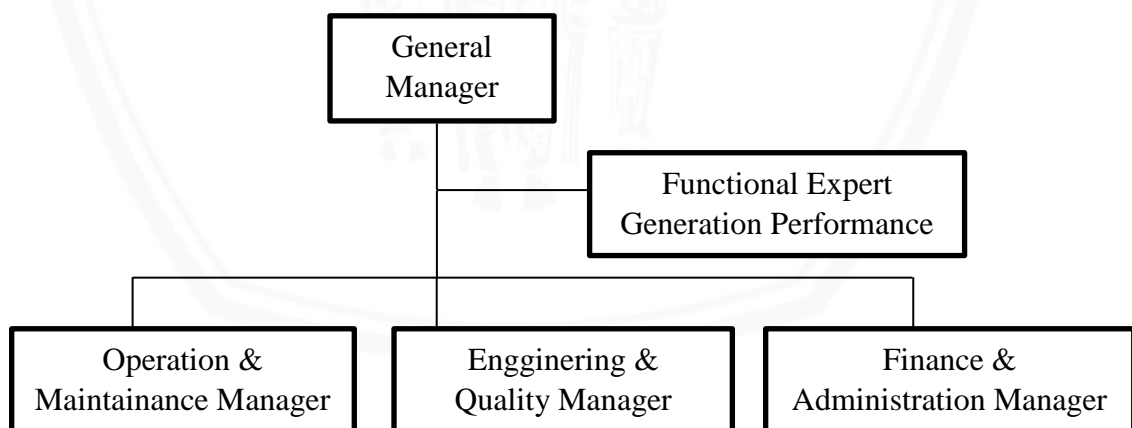 General
Manager
Functional Expert
Generation Performance
Operation &
Maintainance Manager
Engginering &
Quality Manager
Finance &
Administration Manager